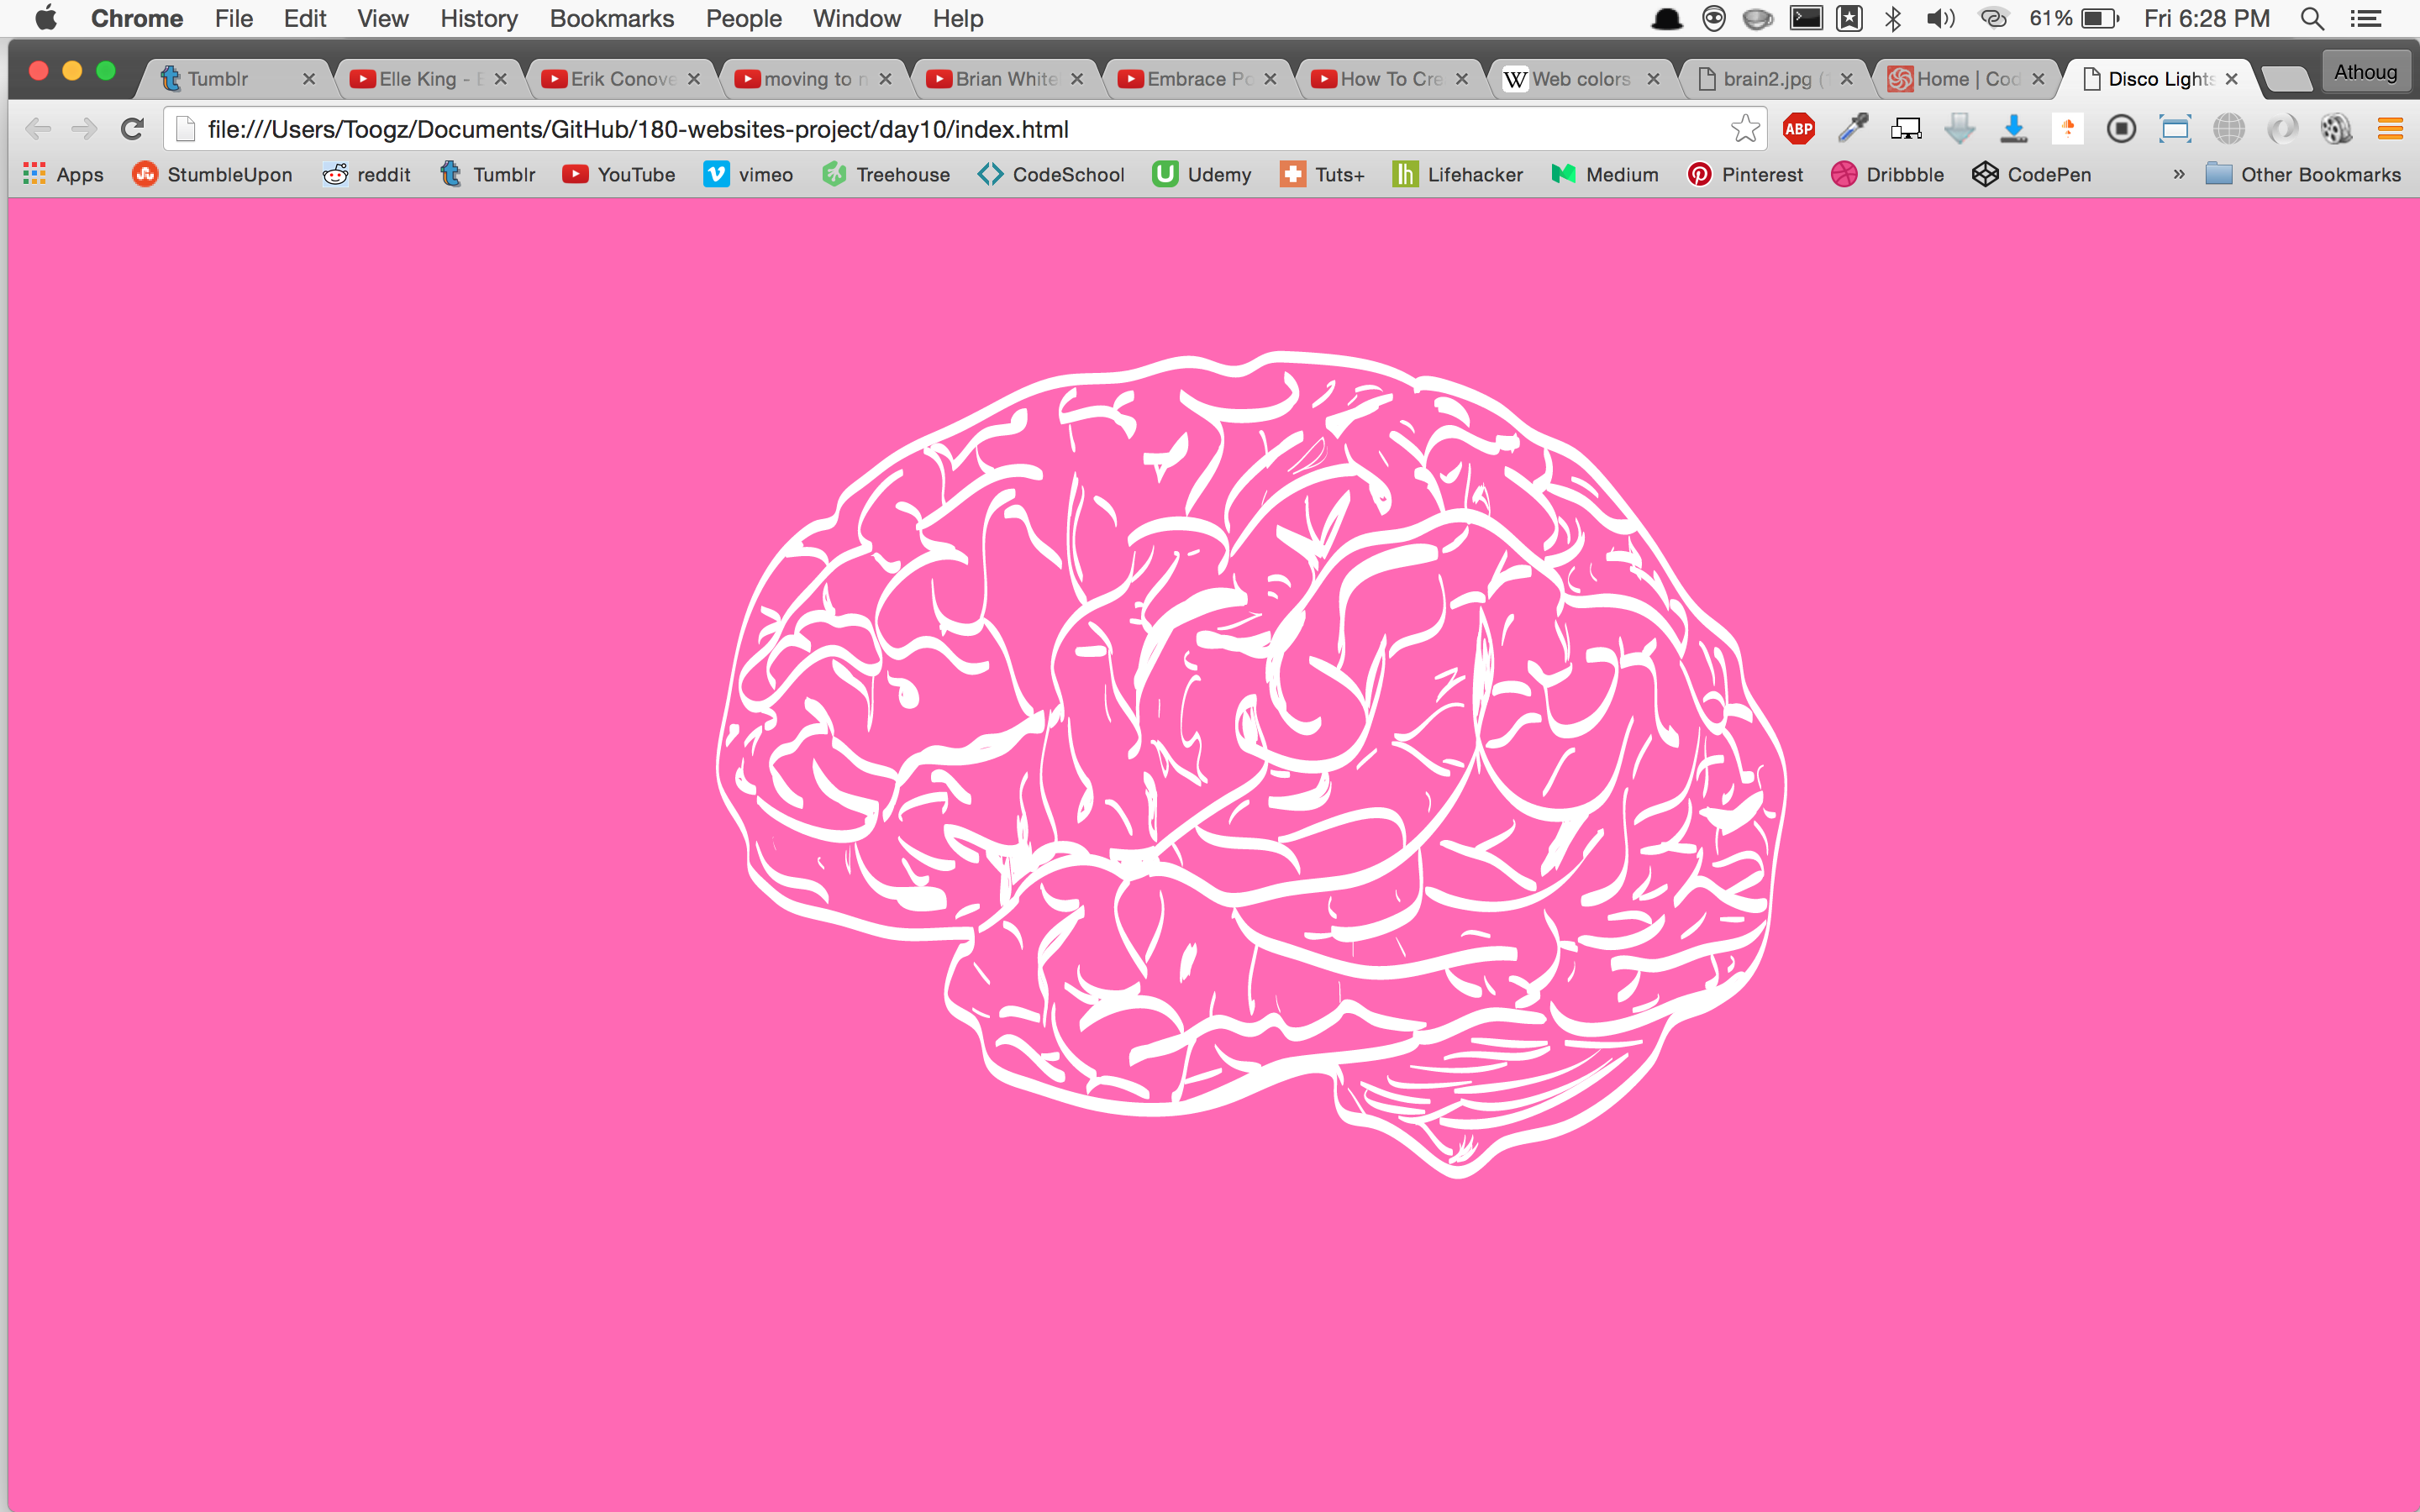 Chrome File Edit View History Bookmarks People Window Help 61% Fri 6:28 PM
Tumblr Elle King - Erik Conove moving to Brian White Embrace Po How To Cre Web colors brain2.jpg Home | Cod Disco Lights Athoug
file:///Users/Toogz/Documents/GitHub/180-websites-project/day10/index.html ABP
Apps StumbleUpon reddit Tumblr YouTube vimeo Treehouse CodeSchool Udemy Tuts+ Lifehacker Medium Pinterest Dribbble CodePen » Other Bookmarks